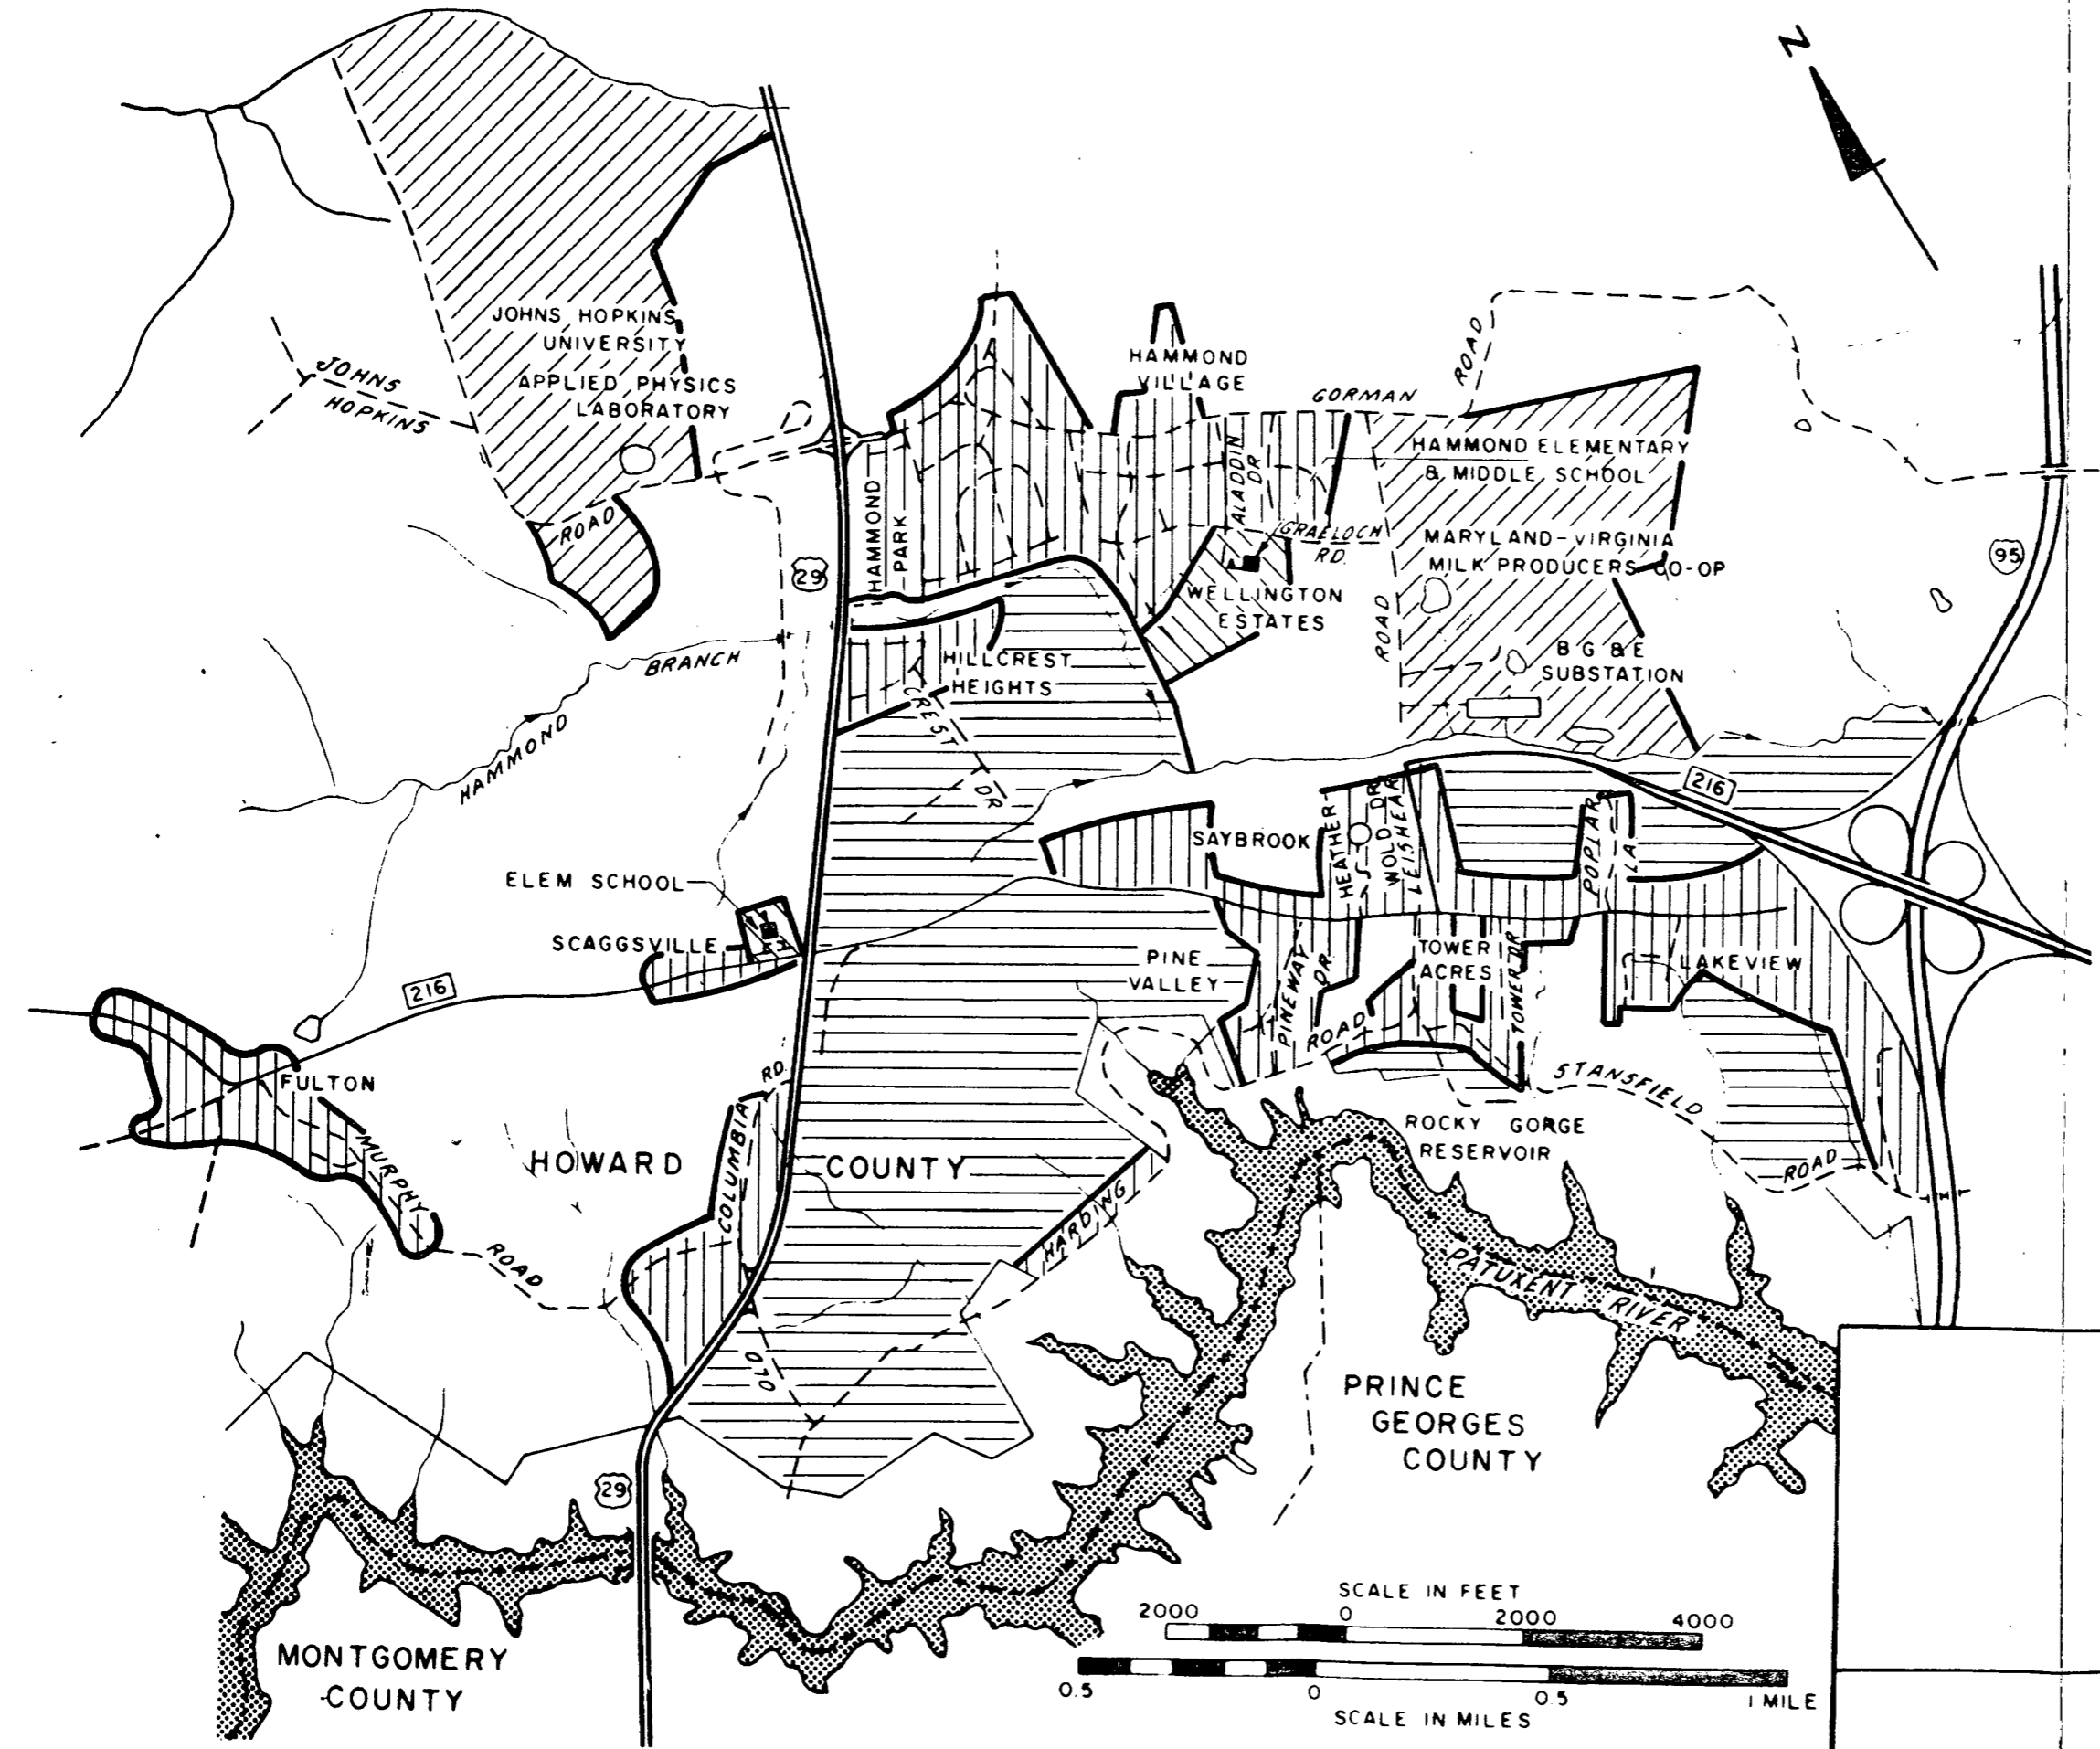 N
JOHNS HOPKINS
UNIVERSITY
APPLIED PHYSICS
LABORATORY
JOHNS
HOPKINS
ROAD
HAMMOND
VILLAGE
GORMAN
ROAD
HAMMOND ELEMENTARY
& MIDDLE SCHOOL
ALADDIN
DR
HAMMOND
PARK
GRAELOCH
RD.
MARYLAND-VIRGINIA
MILK PRODUCERS CO-OP
95
29
WELLINGTON
ESTATES
ROAD
B G & E
SUBSTATION
HAMMOND
BRANCH
HILLCREST
HEIGHTS
CREST
DR
216
SAYBROOK
HEATHER
WOLD DR
LEISHEAR
POPLAR
LA
ELEM SCHOOL
SCAGGSVILLE
216
PINE
VALLEY
PINEWAY
DR.
TOWER
ACRES
TOWER DR
LAKEVIEW
ROAD
FULTON
MURPHY
ROAD
RD.
COLUMBIA
OLD
STANSFIELD
ROAD
ROCKY GORGE
RESERVOIR
HOWARD COUNTY
HARDING
PATUXENT RIVER
PRINCE
GEORGES
COUNTY
29
MONTGOMERY
COUNTY
SCALE IN FEET
2000 0 2000 4000
0.5 0 0.5 1 MILE
SCALE IN MILES